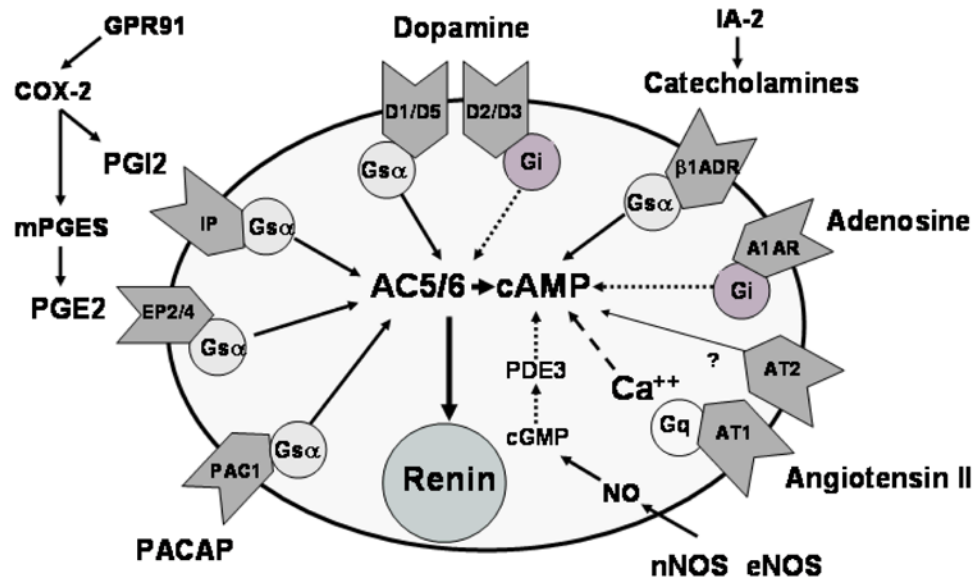 GPR91
COX-2
PGI2
mPGES
PGE2
Dopamine
D1/D5
D2/D3
Gsα
Gi
IA-2
Catecholamines
β1ADR
Gsα
IP
Gsα
Adenosine
A1AR
Gi
AC5/6
cAMP
EP2/4
Gsα
PDE3
cGMP
NO
nNOS eNOS
Ca++
?
AT2
Gq
AT1
Angiotensin II
PAC1
Gsα
PACAP
Renin